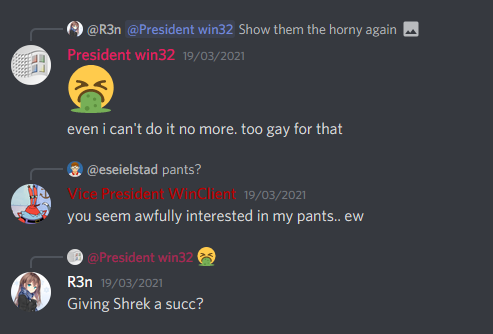 @R3n @President win32 Show them the horny again
President win32 19/03/2021
even i can't do it no more. too gay for that
@eseielstad pants?
Vice President WinClient 19/03/2021
you seem awfully interested in my pants.. ew
@President win32
R3n 19/03/2021
Giving Shrek a succ?